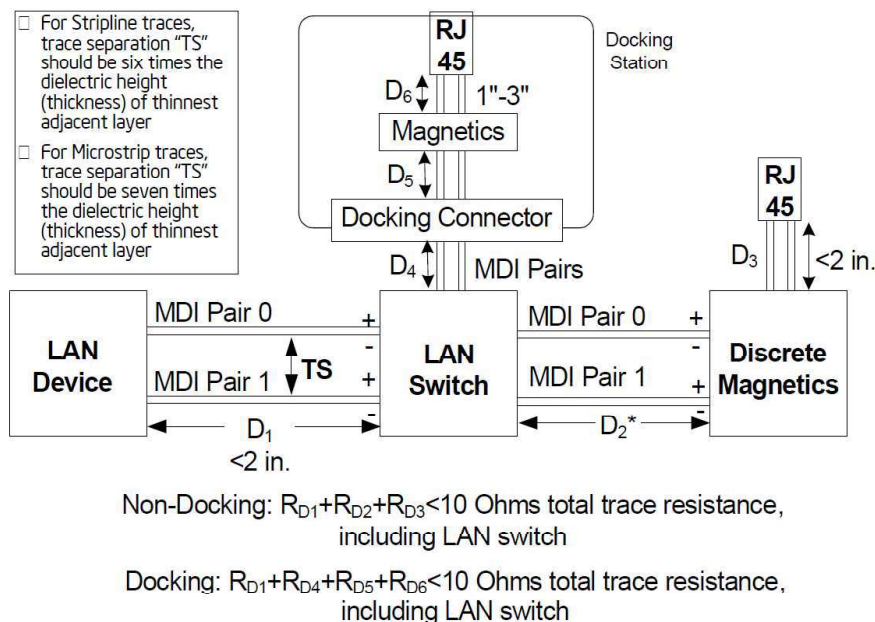 □ For Stripline traces,
trace separation “TS”
should be six times the
dielectric height
(thickness) of thinnest
adjacent layer
□ For Microstrip traces,
trace separation “TS”
should be seven times
the dielectric height
(thickness) of thinnest
adjacent layer
RJ
45
Docking
Station
D6
1"-3"
Magnetics
D5
Docking Connector
D4
MDI Pairs
RJ
45
D3
<2 in.
LAN
Device
MDI Pair 0
+
-
TS
MDI Pair 1
+
-
D1
<2 in.
LAN
Switch
MDI Pair 0
+
-
MDI Pair 1
+
-
D2*
Discrete
Magnetics
Non-Docking: RD1+RD2+RD3<10 Ohms total trace resistance,
including LAN switch
Docking: RD1+RD4+RD5+RD6<10 Ohms total trace resistance,
including LAN switch